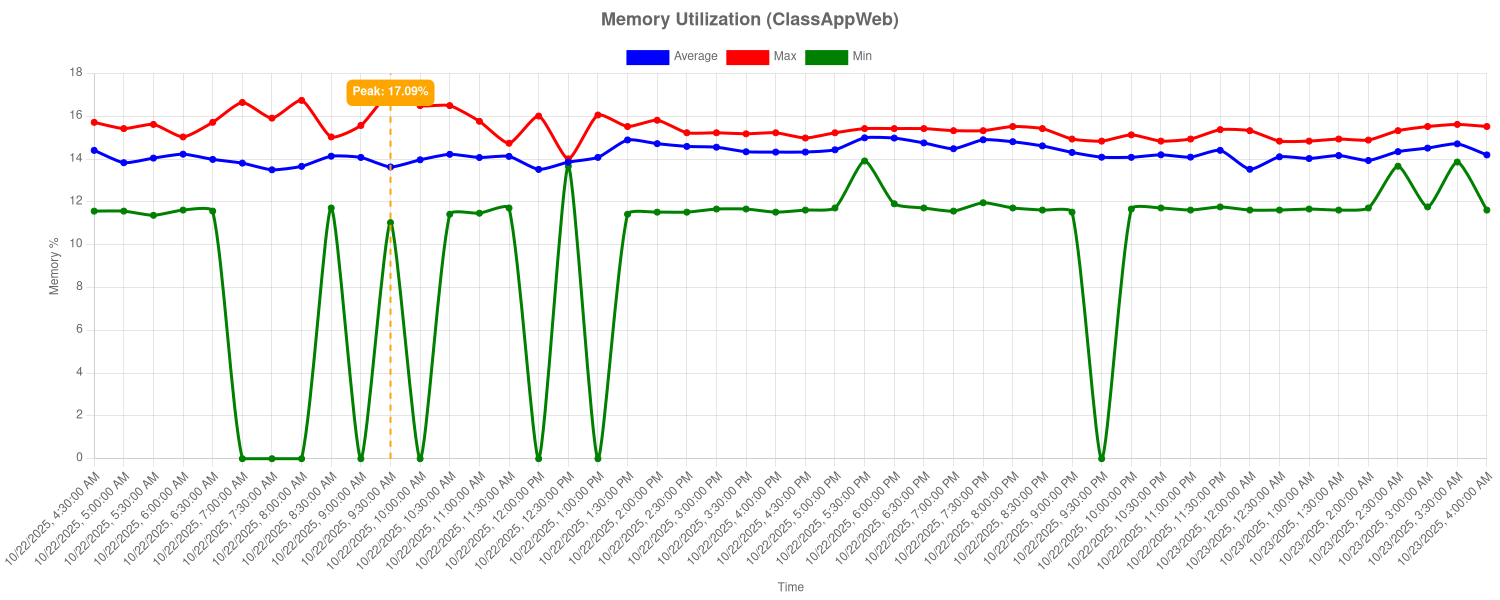 Memory Utilization (ClassAppWeb)
Average Max Min
Peak: 17.09%
18
16
14
12
10
8
6
4
2
0
Memory %
10/22/2025, 4:30:00 AM
10/22/2025, 5:00:00 AM
10/22/2025, 5:30:00 AM
10/22/2025, 6:00:00 AM
10/22/2025, 6:30:00 AM
10/22/2025, 7:00:00 AM
10/22/2025, 7:30:00 AM
10/22/2025, 8:00:00 AM
10/22/2025, 8:30:00 AM
10/22/2025, 9:00:00 AM
10/22/2025, 9:30:00 AM
10/22/2025, 10:00:00 AM
10/22/2025, 10:30:00 AM
10/22/2025, 11:00:00 AM
10/22/2025, 11:30:00 AM
10/22/2025, 12:00:00 PM
10/22/2025, 12:30:00 PM
10/22/2025, 1:00:00 PM
10/22/2025, 1:30:00 PM
10/22/2025, 2:00:00 PM
10/22/2025, 2:30:00 PM
10/22/2025, 3:00:00 PM
10/22/2025, 3:30:00 PM
10/22/2025, 4:00:00 PM
10/22/2025, 4:30:00 PM
10/22/2025, 5:00:00 PM
10/22/2025, 5:30:00 PM
10/22/2025, 6:00:00 PM
10/22/2025, 6:30:00 PM
10/22/2025, 7:00:00 PM
10/22/2025, 7:30:00 PM
10/22/2025, 8:00:00 PM
10/22/2025, 8:30:00 PM
10/22/2025, 9:00:00 PM
10/22/2025, 9:30:00 PM
10/22/2025, 10:00:00 PM
10/22/2025, 10:30:00 PM
10/22/2025, 11:00:00 PM
10/22/2025, 11:30:00 PM
10/23/2025, 12:00:00 AM
10/23/2025, 12:30:00 AM
10/23/2025, 1:00:00 AM
10/23/2025, 1:30:00 AM
10/23/2025, 2:00:00 AM
10/23/2025, 2:30:00 AM
10/23/2025, 3:00:00 AM
10/23/2025, 3:30:00 AM
10/23/2025, 4:00:00 AM
Time